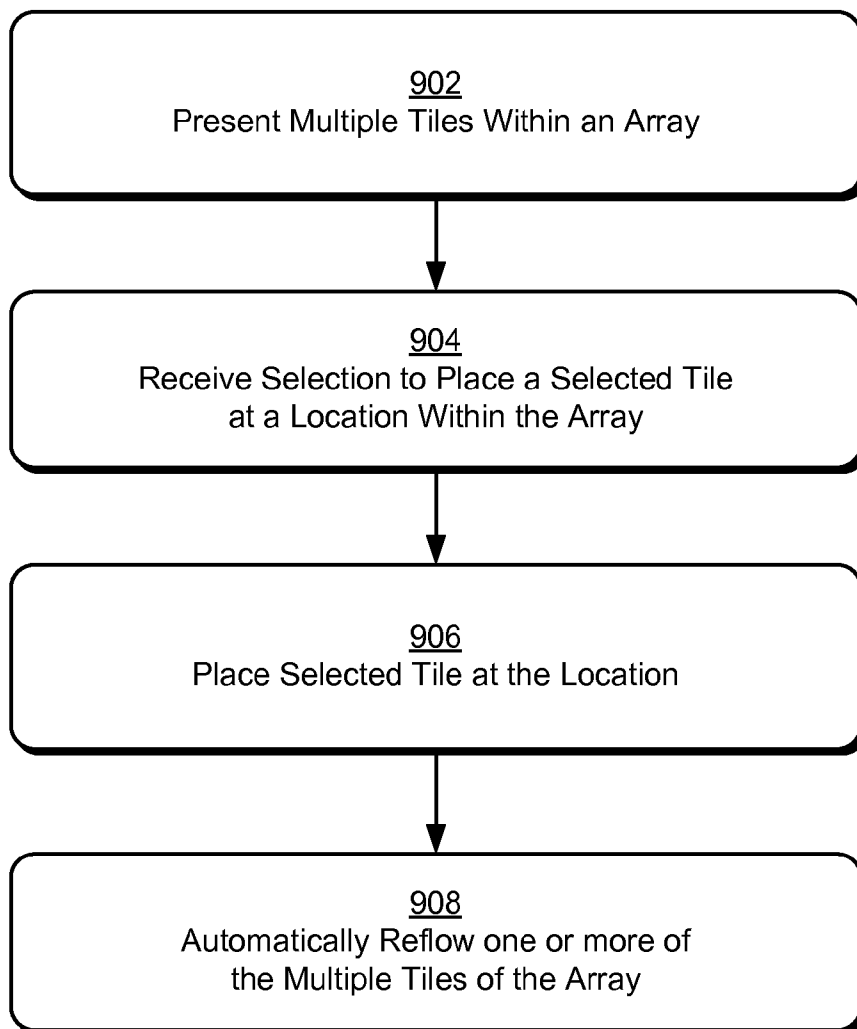 902
Present Multiple Tiles Within an Array
904
Receive Selection to Place a Selected Tile
at a Location Within the Array
906
Place Selected Tile at the Location
908
Automatically Reflow one or more of
the Multiple Tiles of the Array